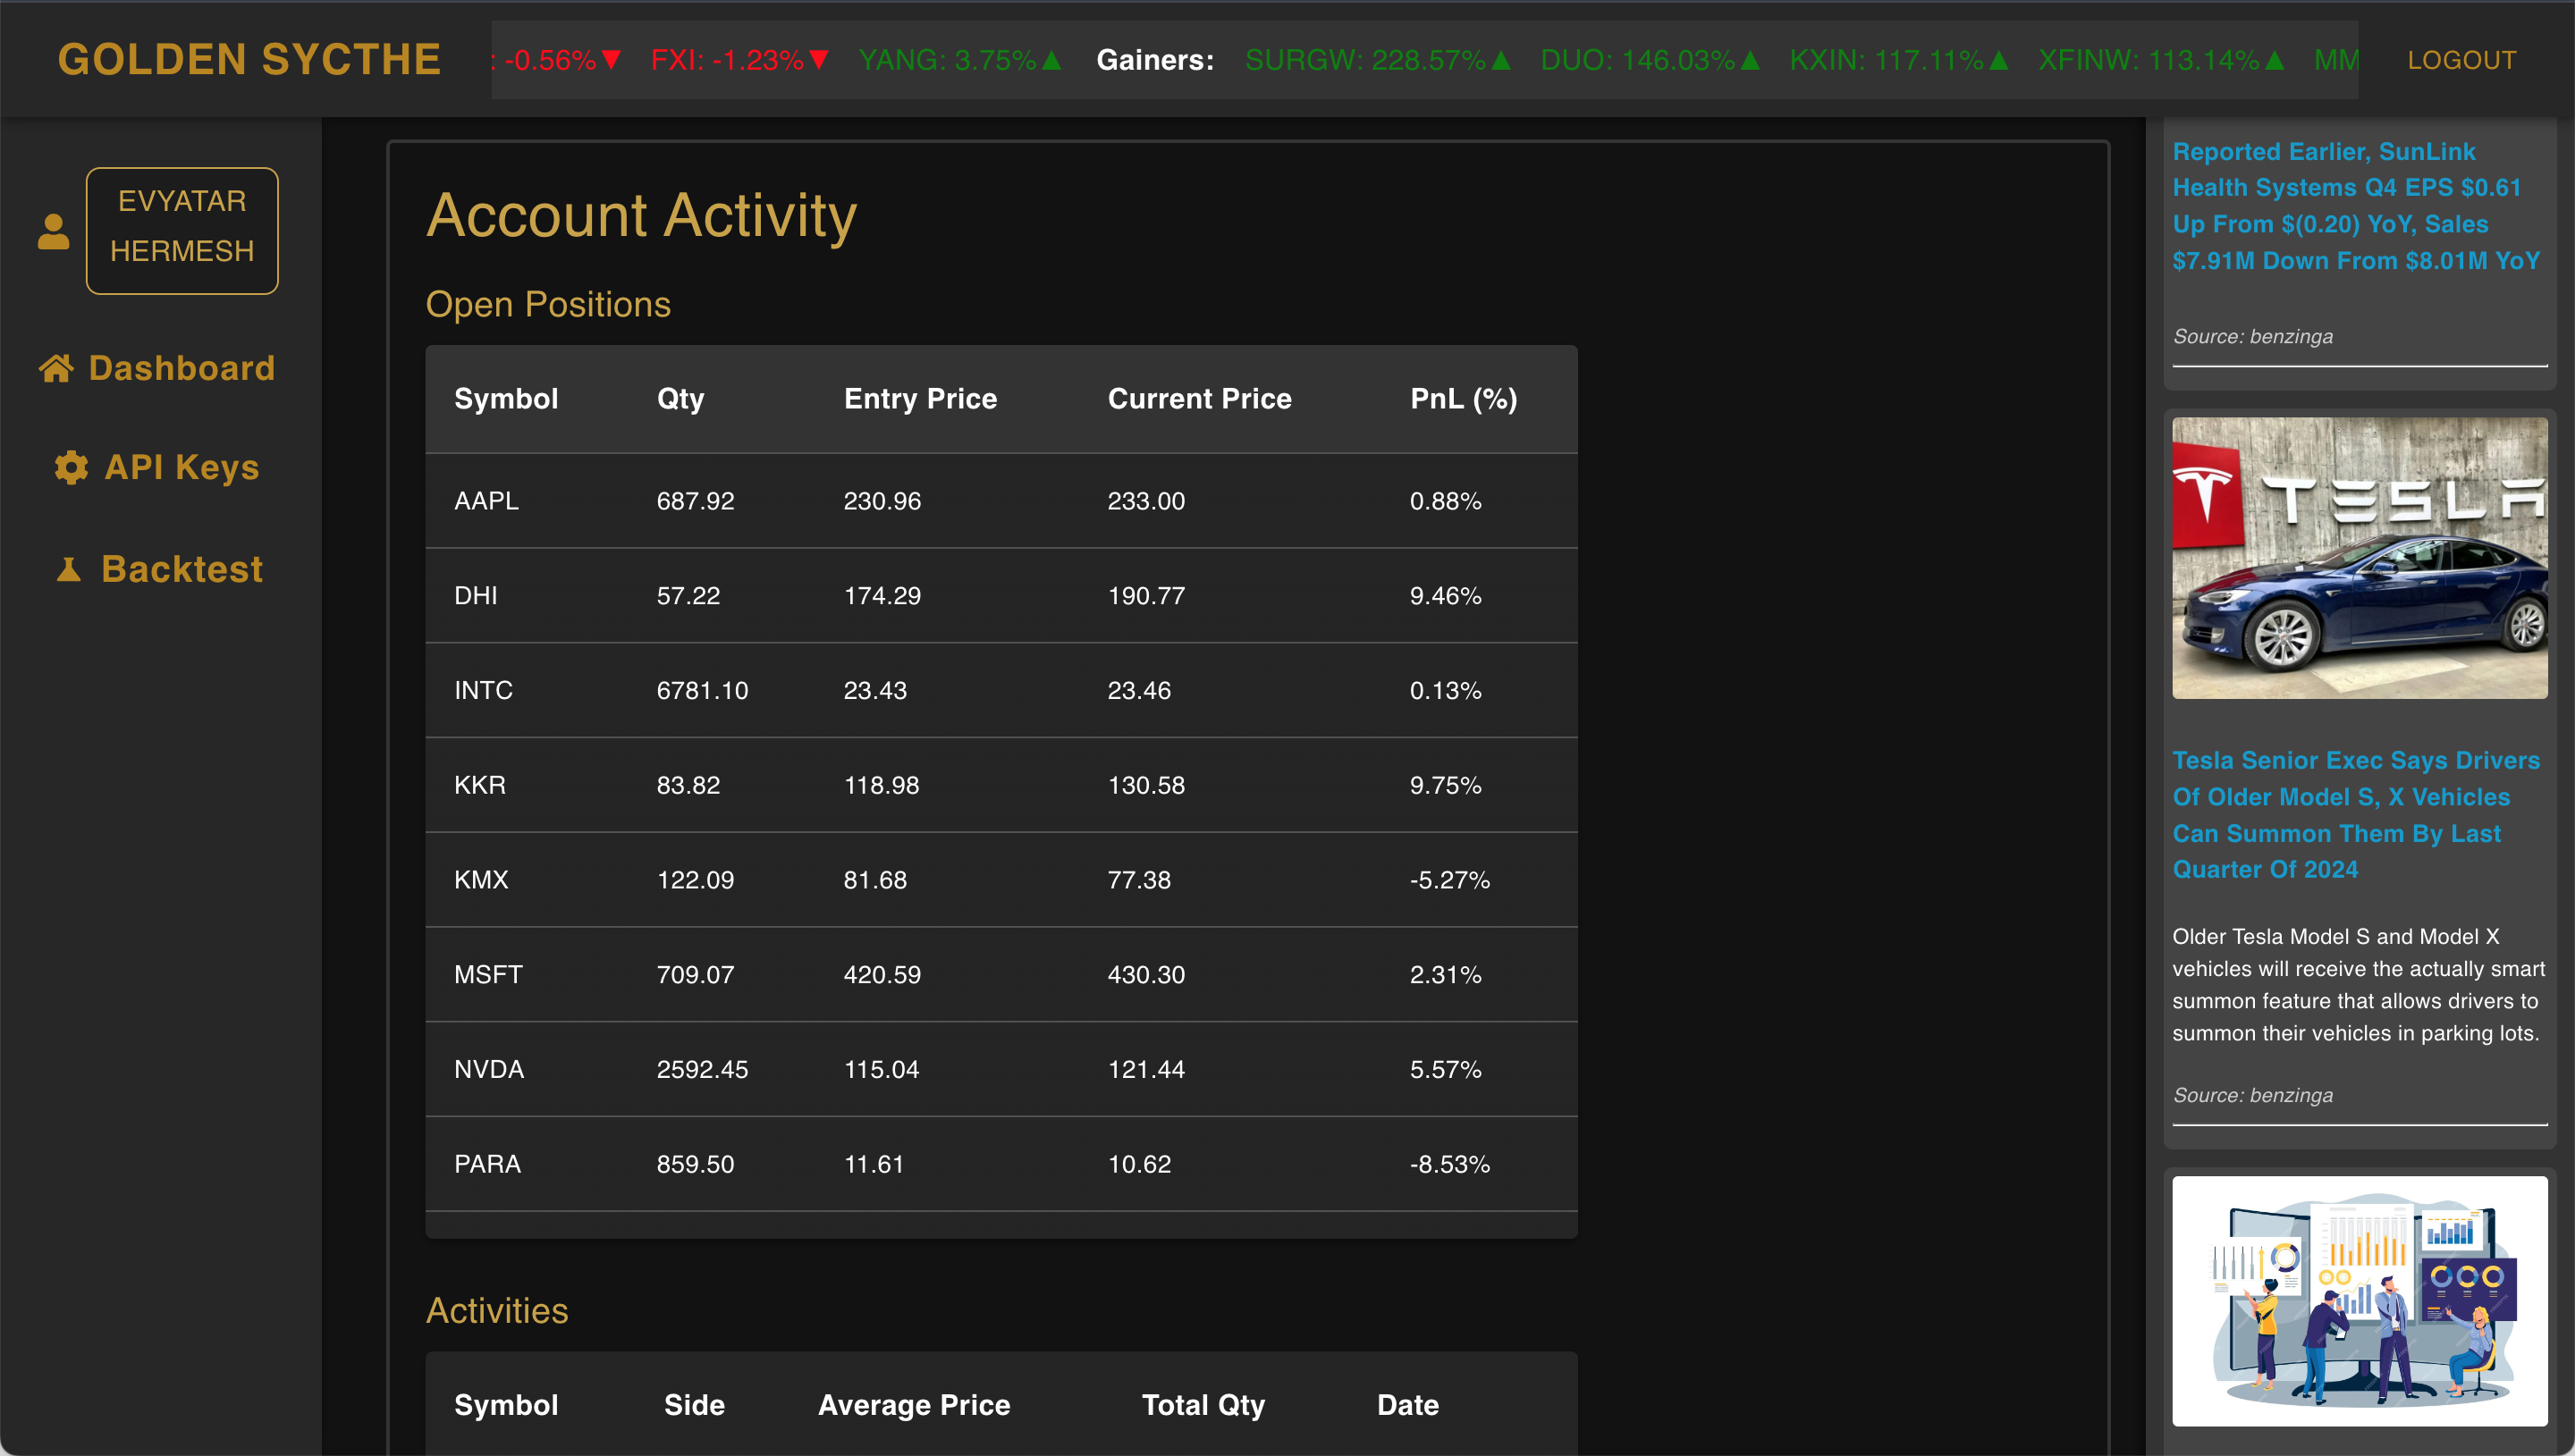 GOLDEN SYCTHE
: -0.56%▼ FXI: -1.23%▼ YANG: 3.75%▲ Gainers: SURGW: 228.57%▲ DUO: 146.03%▲ KXIN: 117.11%▲ XFINW: 113.14%▲ MM
LOGOUT
EVYATAR
HERMESH
Dashboard
API Keys
Backtest
Account Activity
Open Positions
Symbol Qty Entry Price Current Price PnL (%)
AAPL 687.92 230.96 233.00 0.88%
DHI 57.22 174.29 190.77 9.46%
INTC 6781.10 23.43 23.46 0.13%
KKR 83.82 118.98 130.58 9.75%
KMX 122.09 81.68 77.38 -5.27%
MSFT 709.07 420.59 430.30 2.31%
NVDA 2592.45 115.04 121.44 5.57%
PARA 859.50 11.61 10.62 -8.53%
Activities
Symbol Side Average Price Total Qty Date
Reported Earlier, SunLink
Health Systems Q4 EPS $0.61
Up From $(0.20) YoY, Sales
$7.91M Down From $8.01M YoY
Source: benzinga
TESLA
Tesla Senior Exec Says Drivers
Of Older Model S, X Vehicles
Can Summon Them By Last
Quarter Of 2024
Older Tesla Model S and Model X
vehicles will receive the actually smart
summon feature that allows drivers to
summon their vehicles in parking lots.
Source: benzinga